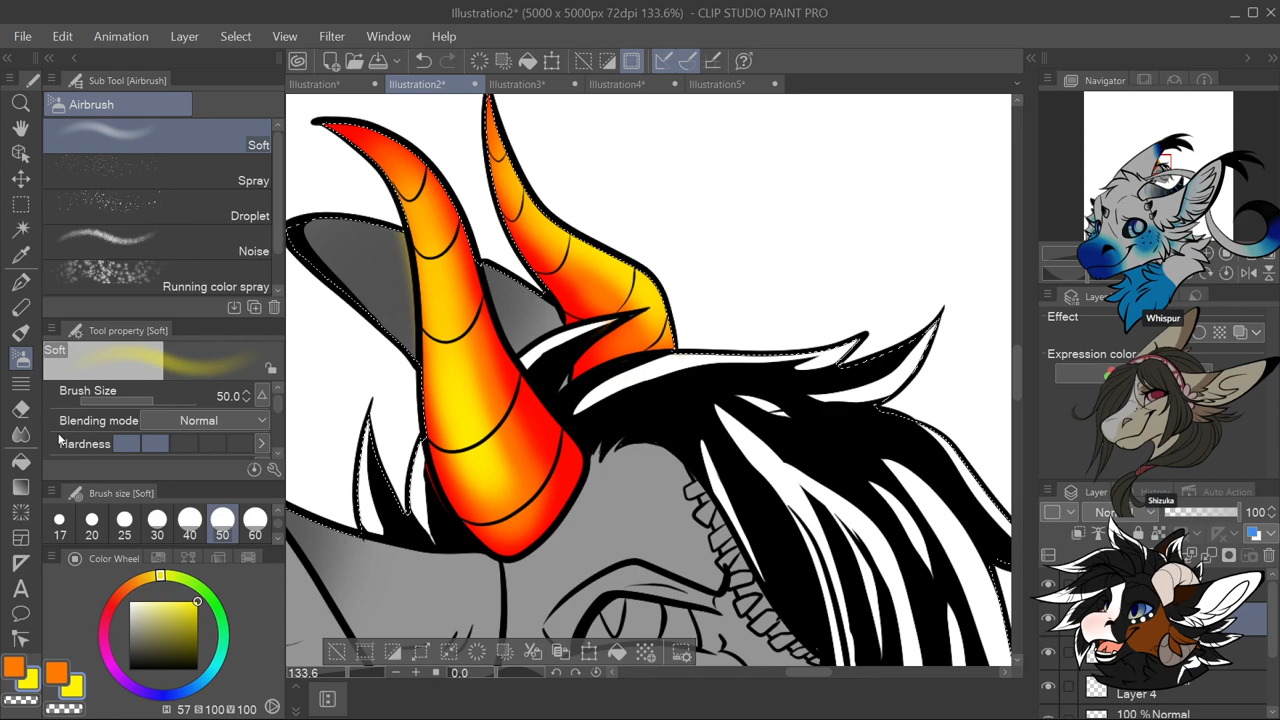 Illustration2* (5000 x 5000px 72dpi 133.6%) - CLIP STUDIO PAINT PRO
File Edit Animation Layer Select View Filter Window Help
Sub Tool [Airbrush]
Airbrush
Soft
Spray
Droplet
Noise
Running color spray
Tool property [Soft]
Soft
Brush Size 50.0
Blending mode Normal
Hardness
Brush size [Soft]
17 20 25 30 40 50 60
Color Wheel
H 57 S 100 V 100
Illustration* Illustration2* Illustration3* Illustration4* Illustration5*
133.6 0.0
Navigator
Whispur
Effect
Expression color
Shizuka
Layer Auto Action
100
Layer 4
100 % Normal